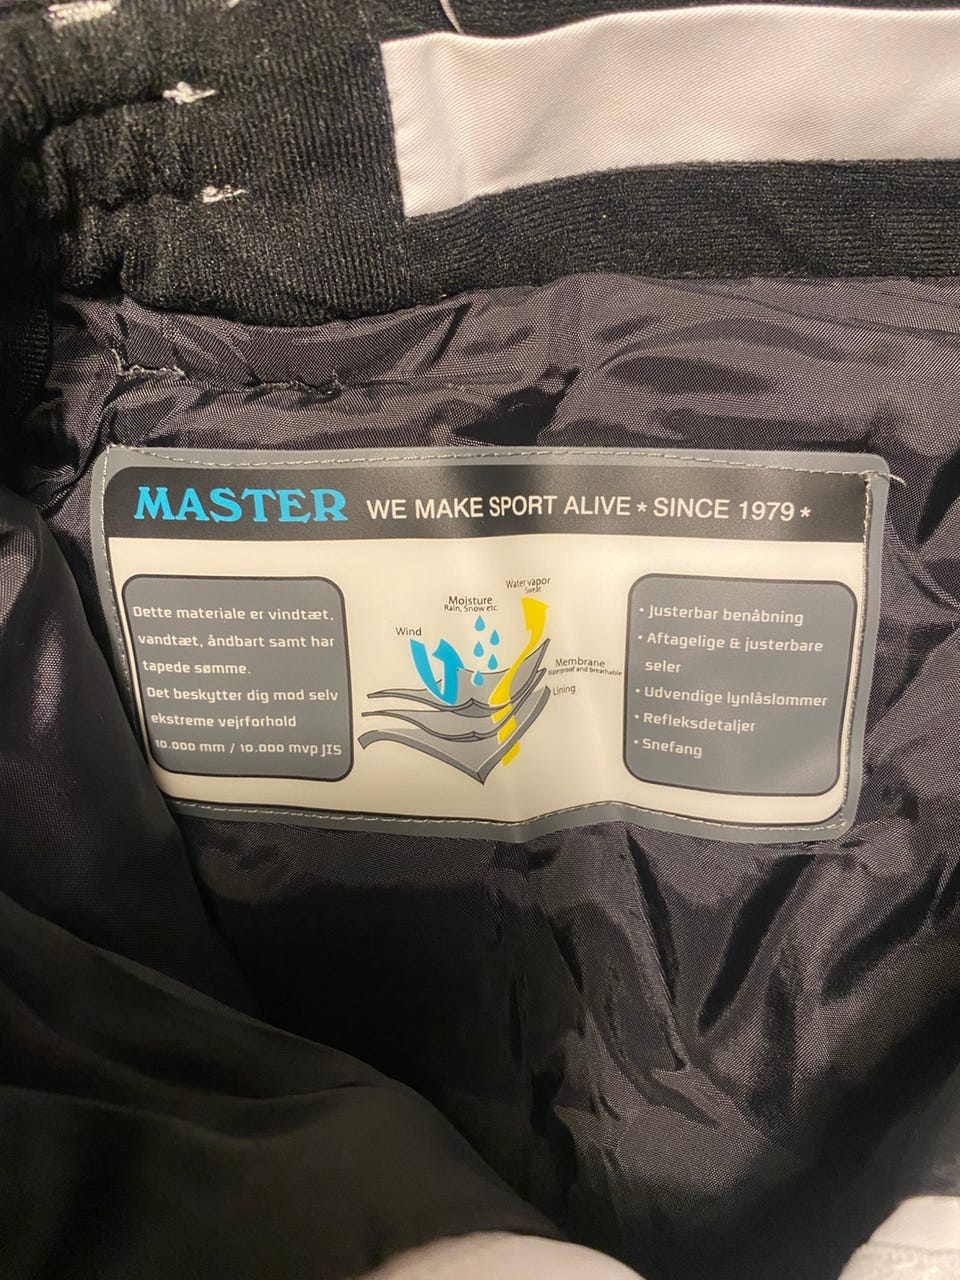 MASTER WE MAKE SPORT ALIVE * SINCE 1979 *
Dette materiale er vindtæt,
vandtæt, åndbart samt har
tapede sømme.
Det beskytter dig mod selv
ekstreme vejrforhold
10.000 mm / 10.000 mvp JIS
Wind
Moisture
Rain, Snow etc.
Water vapor
Sweat
Membrane
Waterproof and breathable
Lining
• Justerbar benåbning
• Aftagelige & justerbare
seler
• Udvendige lynlåslommer
• Refleksdetaljer
• Snefang